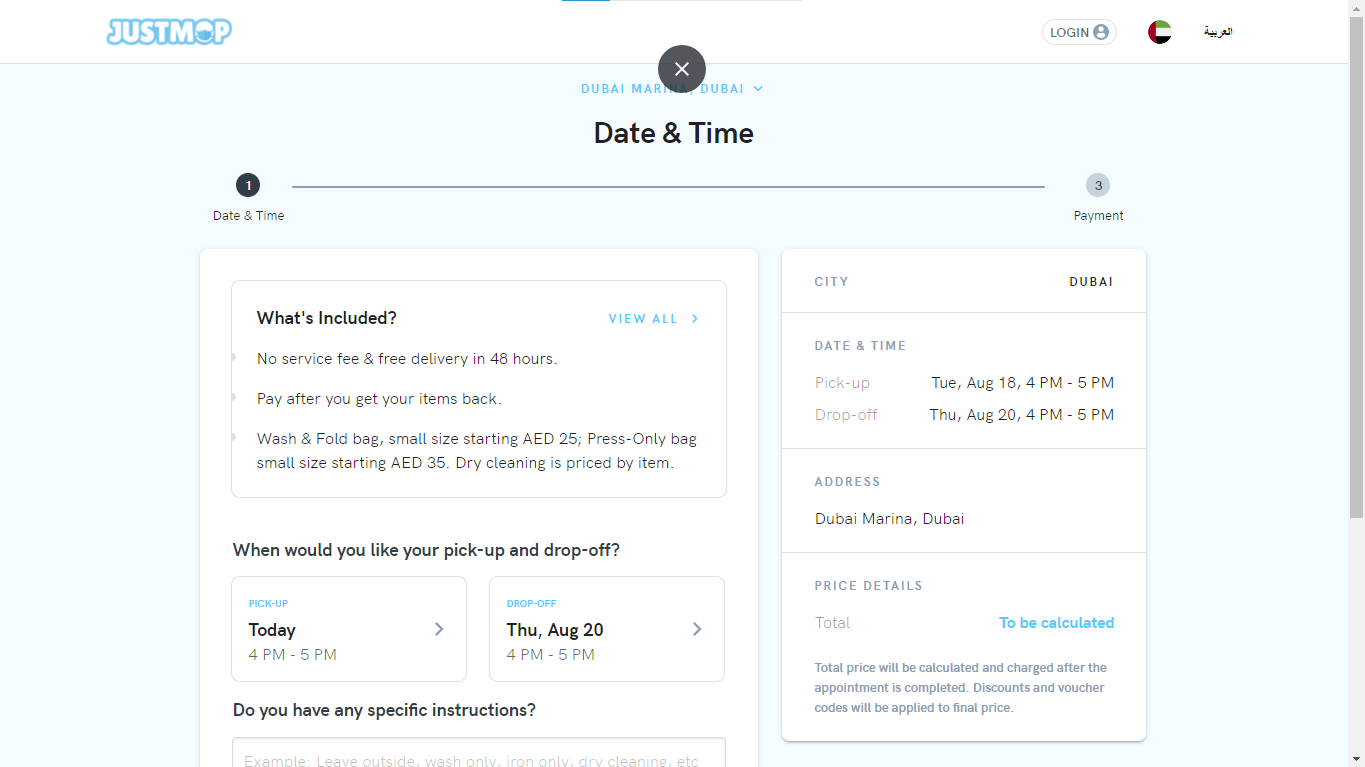 JUSTMOP
LOGIN
العربية
DUBAI MARINA, DUBAI
Date & Time
1
3
Date & Time
Payment
What's Included?
VIEW ALL
No service fee & free delivery in 48 hours.
Pay after you get your items back.
Wash & Fold bag, small size starting AED 25; Press-Only bag
small size starting AED 35. Dry cleaning is priced by item.
When would you like your pick-up and drop-off?
PICK-UP
Today
4 PM - 5 PM
DROP-OFF
Thu, Aug 20
4 PM - 5 PM
Do you have any specific instructions?
Example: Leave outside, wash only, iron only, dry cleaning, etc
CITY DUBAI
DATE & TIME
Pick-up Tue, Aug 18, 4 PM - 5 PM
Drop-off Thu, Aug 20, 4 PM - 5 PM
ADDRESS
Dubai Marina, Dubai
PRICE DETAILS
Total To be calculated
Total price will be calculated and charged after the
appointment is completed. Discounts and voucher
codes will be applied to final price.